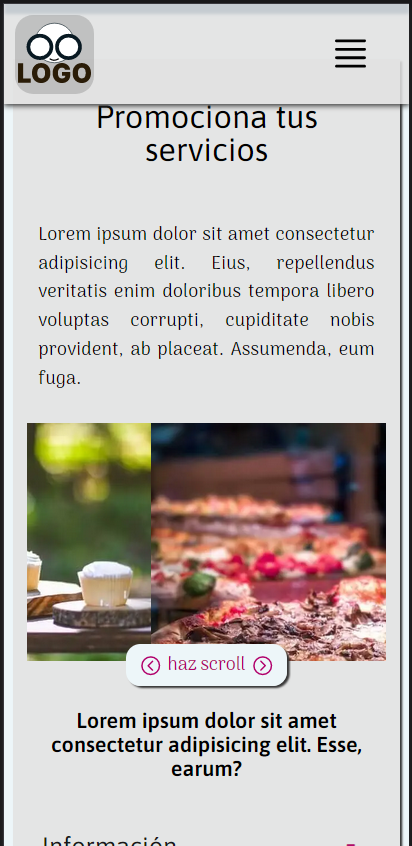 LOGO
Promociona tus
servicios
Lorem ipsum dolor sit amet consectetur
adipisicing elit. Eius, repellendus
veritatis enim doloribus tempora libero
voluptas corrupti, cupiditate nobis
provident, ab placeat. Assumenda, eum
fuga.
haz scroll
Lorem ipsum dolor sit amet
consectetur adipisicing elit. Esse,
earum?
Información